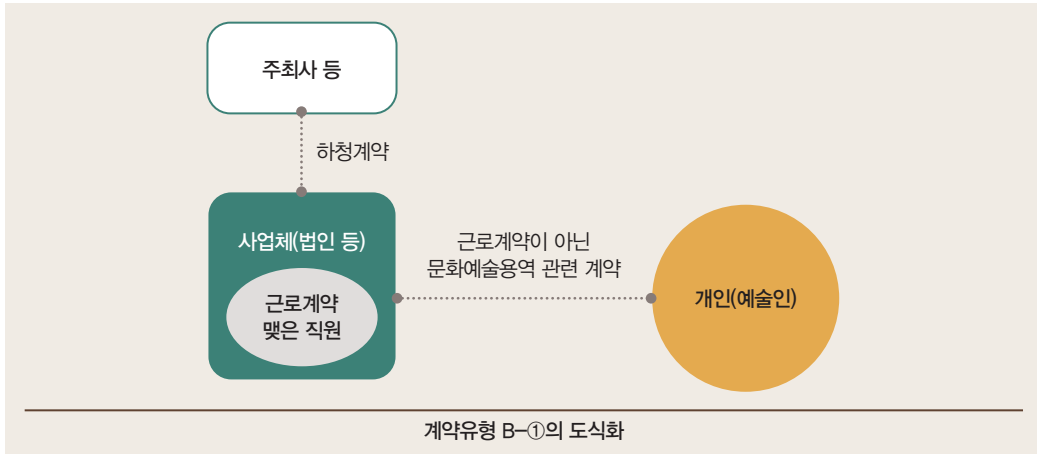 주최사 등
하청계약
사업체(법인 등)
근로계약
맺은 직원
근로계약이 아닌
문화예술용역 관련 계약
개인(예술인)
계약유형 B-①의 도식화